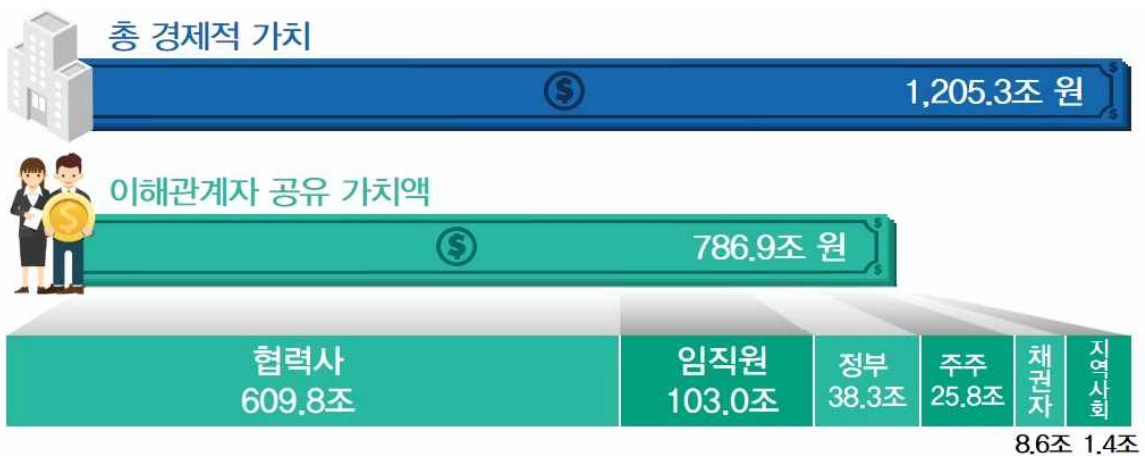 총 경제적 가치
1,205.3조 원
이해관계자 공유 가치액
786.9조 원
협력사
609.8조
임직원
103.0조
정부
38.3조
주주
25.8조
채권자
8.6조
지역사회
1.4조